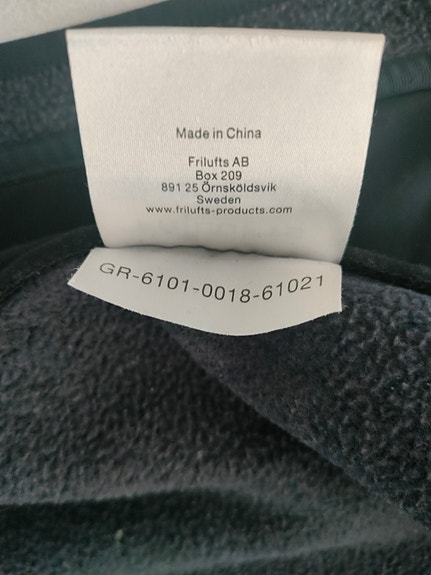 Made in China
Frilufts AB
Box 209
891 25 Örnsköldsvik
Sweden
www.frilufts-products.com
GR-6101-0018-61021